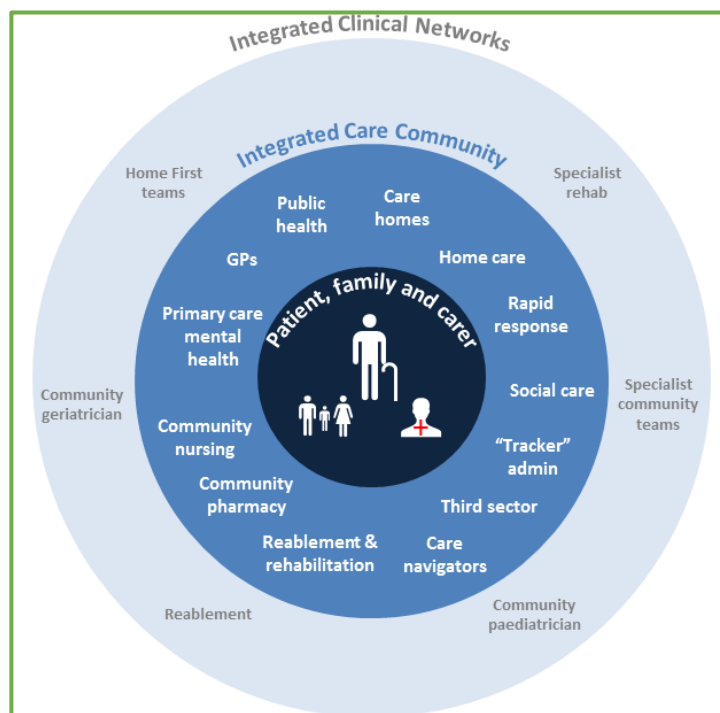 Integrated Clinical Networks
Integrated Care Community
Home First
teams
Specialist
rehab
Public
health
Care
homes
GPs
Home care
Patient, family and carer
Primary care
mental
health
Rapid
response
Community
geriatrician
Social care
Specialist
community
teams
Community
nursing
“Tracker”
admin
Community
pharmacy
Third sector
Reablement &
rehabilitation
Care
navigators
Reablement
Community
paediatrician